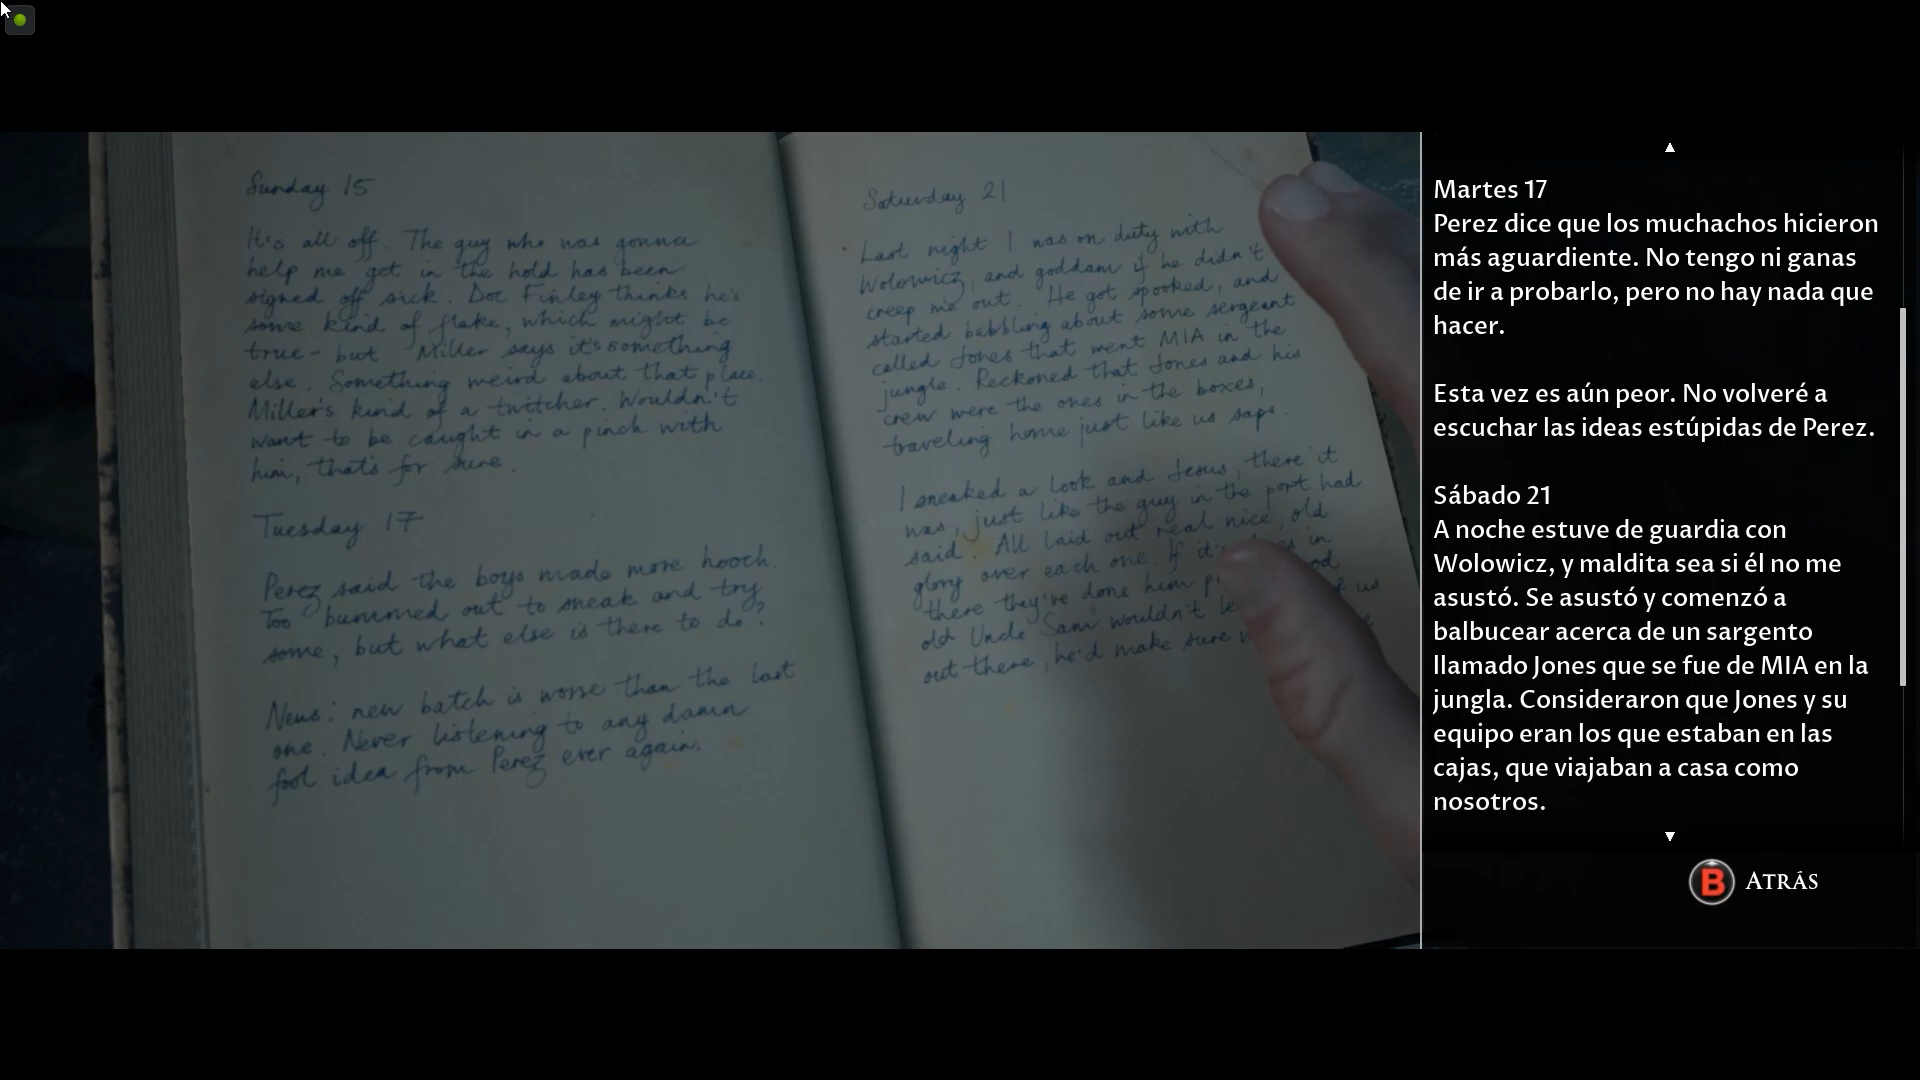 Sunday 15
It's all off. The guy who was gonna
help me get in the hold has been
signed off sick. Doc Finley thinks he's
some kind of flake, which might be
true - but Miller says it's something
else. Something weird about that place.
Miller's kind of a twitcher. Wouldn't
want to be caught in a pinch with
him, that's for sure.
Tuesday 17
Perez said the boys made more hooch.
Too bummed out to sneak and try
some, but what else is there to do?
News: new batch is worse than the last
one. Never listening to any damn
fool idea from Perez ever again.
Saturday 21
Last night I was on duty with
Wolowicz, and goddam if he didn't
creep me out. He got spooked, and
started babbling about some sergeant
called Jones that went MIA in the
jungle. Reckoned that Jones and his
crew were the ones in the boxes,
traveling home just like us saps.
I sneaked a look and Jesus, there it
was, just like the guy in the port had
said. All laid out real nice, old
glory over each one. If it's in
there they're done him
old Uncle Sam wouldn't of us
out there, he'd make sure
Martes 17
Perez dice que los muchachos hicieron
más aguardiente. No tengo ni ganas
de ir a probarlo, pero no hay nada que
hacer.
Esta vez es aún peor. No volveré a
escuchar las ideas estúpidas de Perez.
Sábado 21
A noche estuve de guardia con
Wolowicz, y maldita sea si él no me
asustó. Se asustó y comenzó a
balbucear acerca de un sargento
llamado Jones que se fue de MIA en la
jungla. Consideraron que Jones y su
equipo eran los que estaban en las
cajas, que viajaban a casa como
nosotros.
B ATRÁS